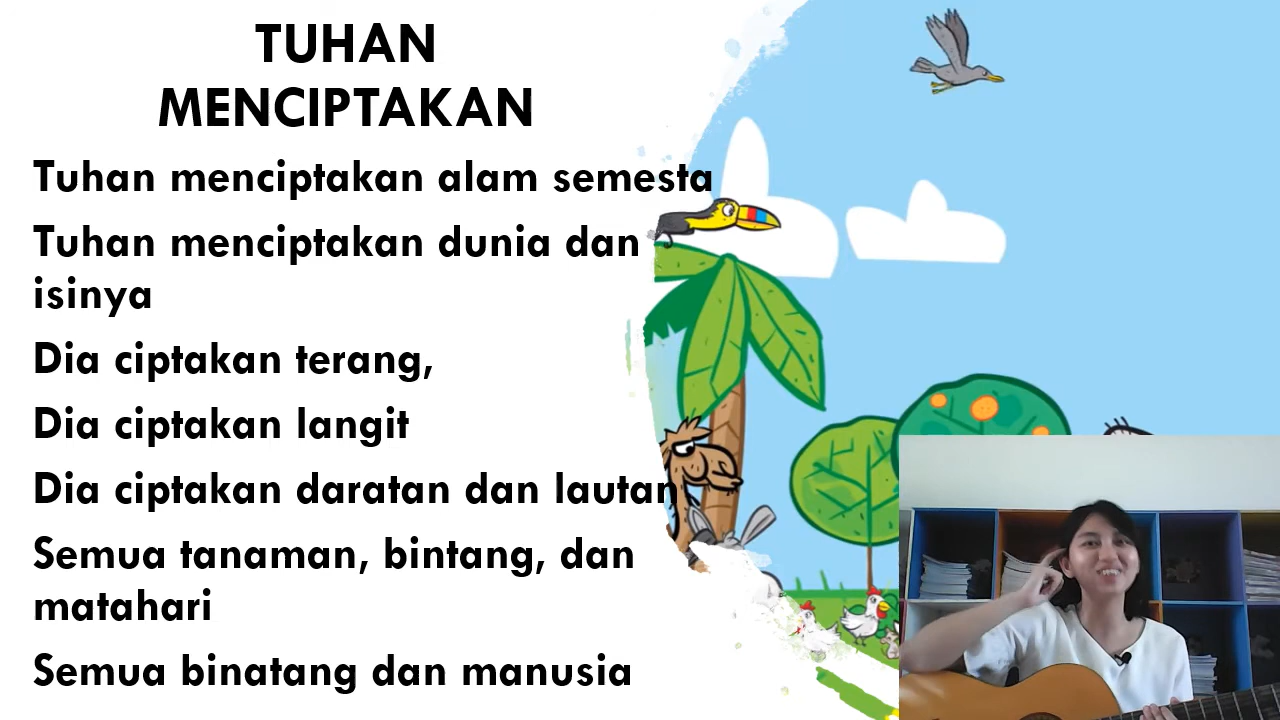 TUHAN
MENCIPTAKAN
Tuhan menciptakan alam semesta
Tuhan menciptakan dunia dan
isinya
Dia ciptakan terang,
Dia ciptakan langit
Dia ciptakan daratan dan lautan
Semua tanaman, bintang, dan
matahari
Semua binatang dan manusia